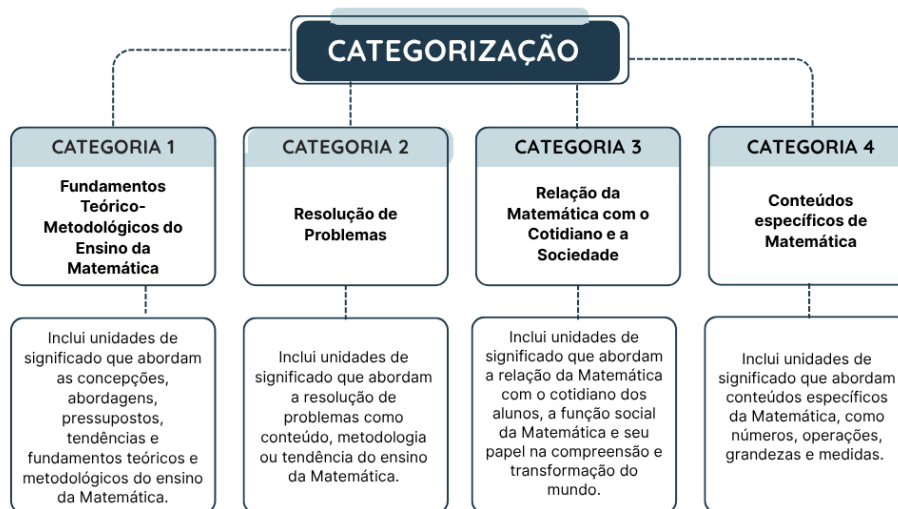 CATEGORIZAÇÃO
CATEGORIA 1
Fundamentos
Teórico-
Metodológicos do
Ensino da
Matemática
Inclui unidades de
significado que abordam
as concepções,
abordagens,
pressupostos,
tendências e
fundamentos teóricos e
metodológicos do ensino
da Matemática.
CATEGORIA 2
Resolução de
Problemas
Inclui unidades de
significado que abordam
a resolução de
problemas como
conteúdo, metodologia
ou tendência do ensino
da Matemática.
CATEGORIA 3
Relação da
Matemática com o
Cotidiano e a
Sociedade
Inclui unidades de
significado que abordam
a relação da Matemática
com o cotidiano dos
alunos, a função social
da Matemática e seu
papel na compreensão e
transformação do
mundo.
CATEGORIA 4
Conteúdos
específicos de
Matemática
Inclui unidades de
significado que abordam
conteúdos específicos
da Matemática, como
números, operações,
grandezas e medidas.